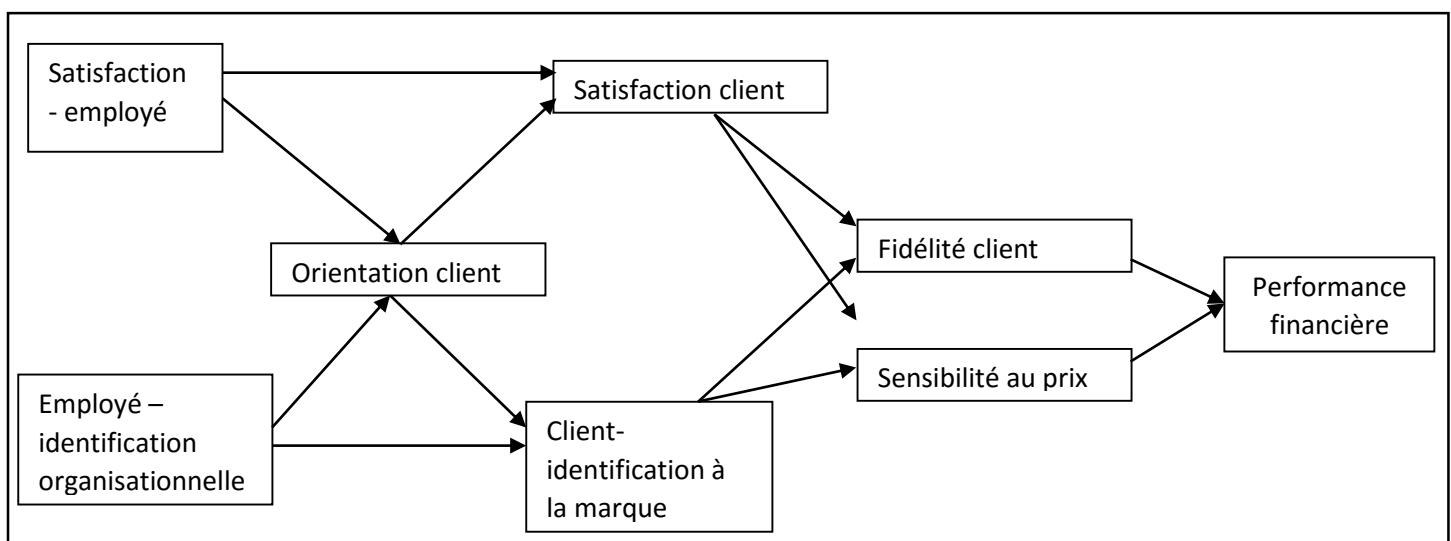 Satisfaction
- employé
Satisfaction client
Orientation client
Fidélité client
Performance
financière
Sensibilité au prix
Employé –
identification
organisationnelle
Client-
identification à
la marque